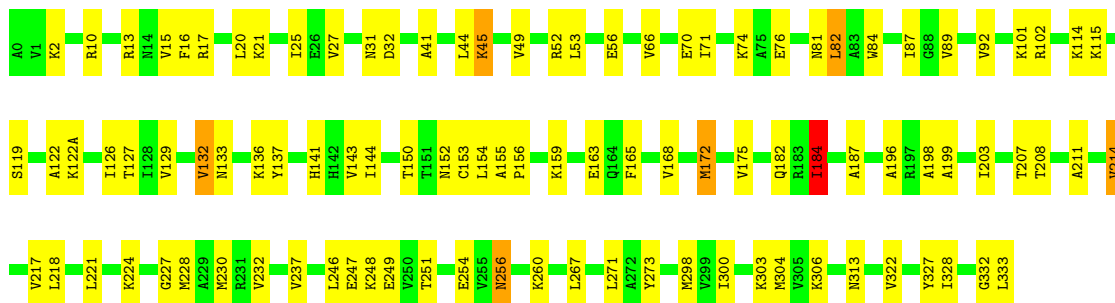 A0 V1 K2 R10 R13 N14 V15 F16 R17 L20 K21 I25 E26 V27 N31 D32 A41 L44 K45 V49 R52 L53 E56 V66 E70 I71 K74 A75 E76 N81 L82 A83 W84 I87 G88 V89 V92 K101 R102 K114 K115
S119 A122 K122A I126 T127 I128 V129 V132 N133 K136 Y137 H141 H142 V143 I144 T150 T151 N152 C153 L154 A155 P156 K159 E163 Q164 F165 V168 M172 V175 Q182 R183 I184 A187 A196 R197 A198 A199 I203 T207 T208 A211 V214
V217 L218 L221 K224 G227 M228 A229 M230 R231 V232 V237 L246 E247 K248 E249 V250 T251 E254 V255 N256 K260 L267 L271 A272 Y273 M298 V299 I300 K303 M304 V305 K306 N313 V322 Y327 I328 G332 L333